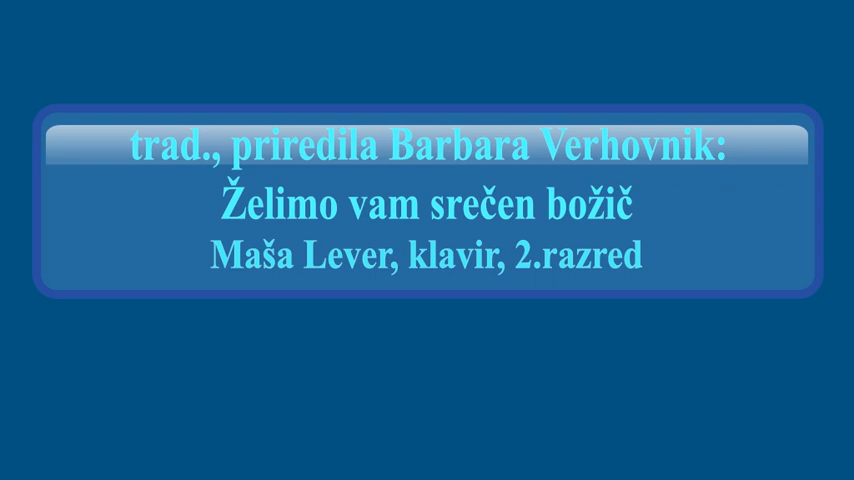 trad., priredila Barbara Verhovnik:
Želimo vam srečen božič
Maša Lever, klavir, 2.razred